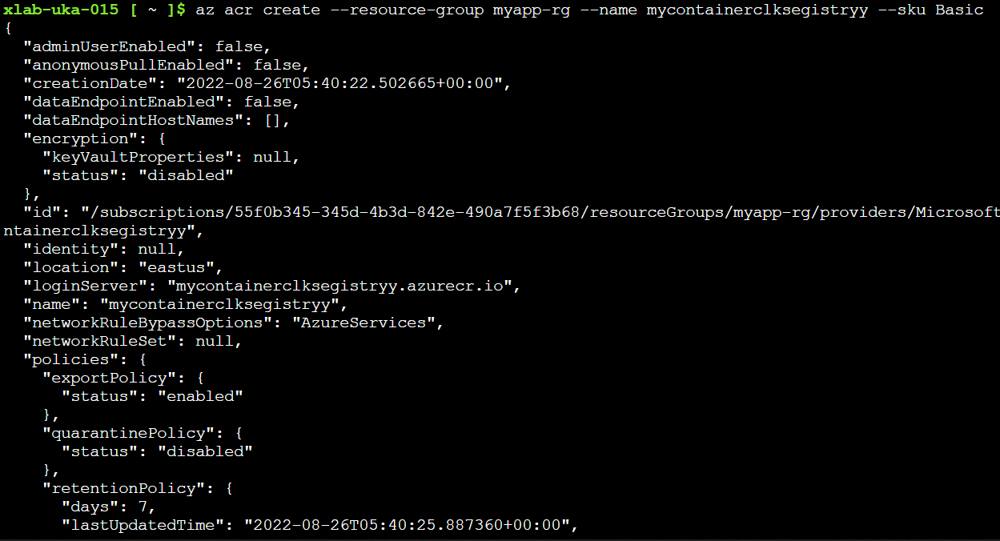 xlab-uka-015 [ ~ ]$ az acr create --resource-group myapp-rg --name mycontainerclksegistryy --sku Basic
{
  "adminUserEnabled": false,
  "anonymousPullEnabled": false,
  "creationDate": "2022-08-26T05:40:22.502665+00:00",
  "dataEndpointEnabled": false,
  "dataEndpointHostNames": [],
  "encryption": {
    "keyVaultProperties": null,
    "status": "disabled"
  },
  "id": "/subscriptions/55f0b345-345d-4b3d-842e-490a7f5f3b68/resourceGroups/myapp-rg/providers/Microsoft
ntainerclksegistryy",
  "identity": null,
  "location": "eastus",
  "loginServer": "mycontainerclksegistryy.azurecr.io",
  "name": "mycontainerclksegistryy",
  "networkRuleBypassOptions": "AzureServices",
  "networkRuleSet": null,
  "policies": {
    "exportPolicy": {
      "status": "enabled"
    },
    "quarantinePolicy": {
      "status": "disabled"
    },
    "retentionPolicy": {
      "days": 7,
      "lastUpdatedTime": "2022-08-26T05:40:25.887360+00:00",